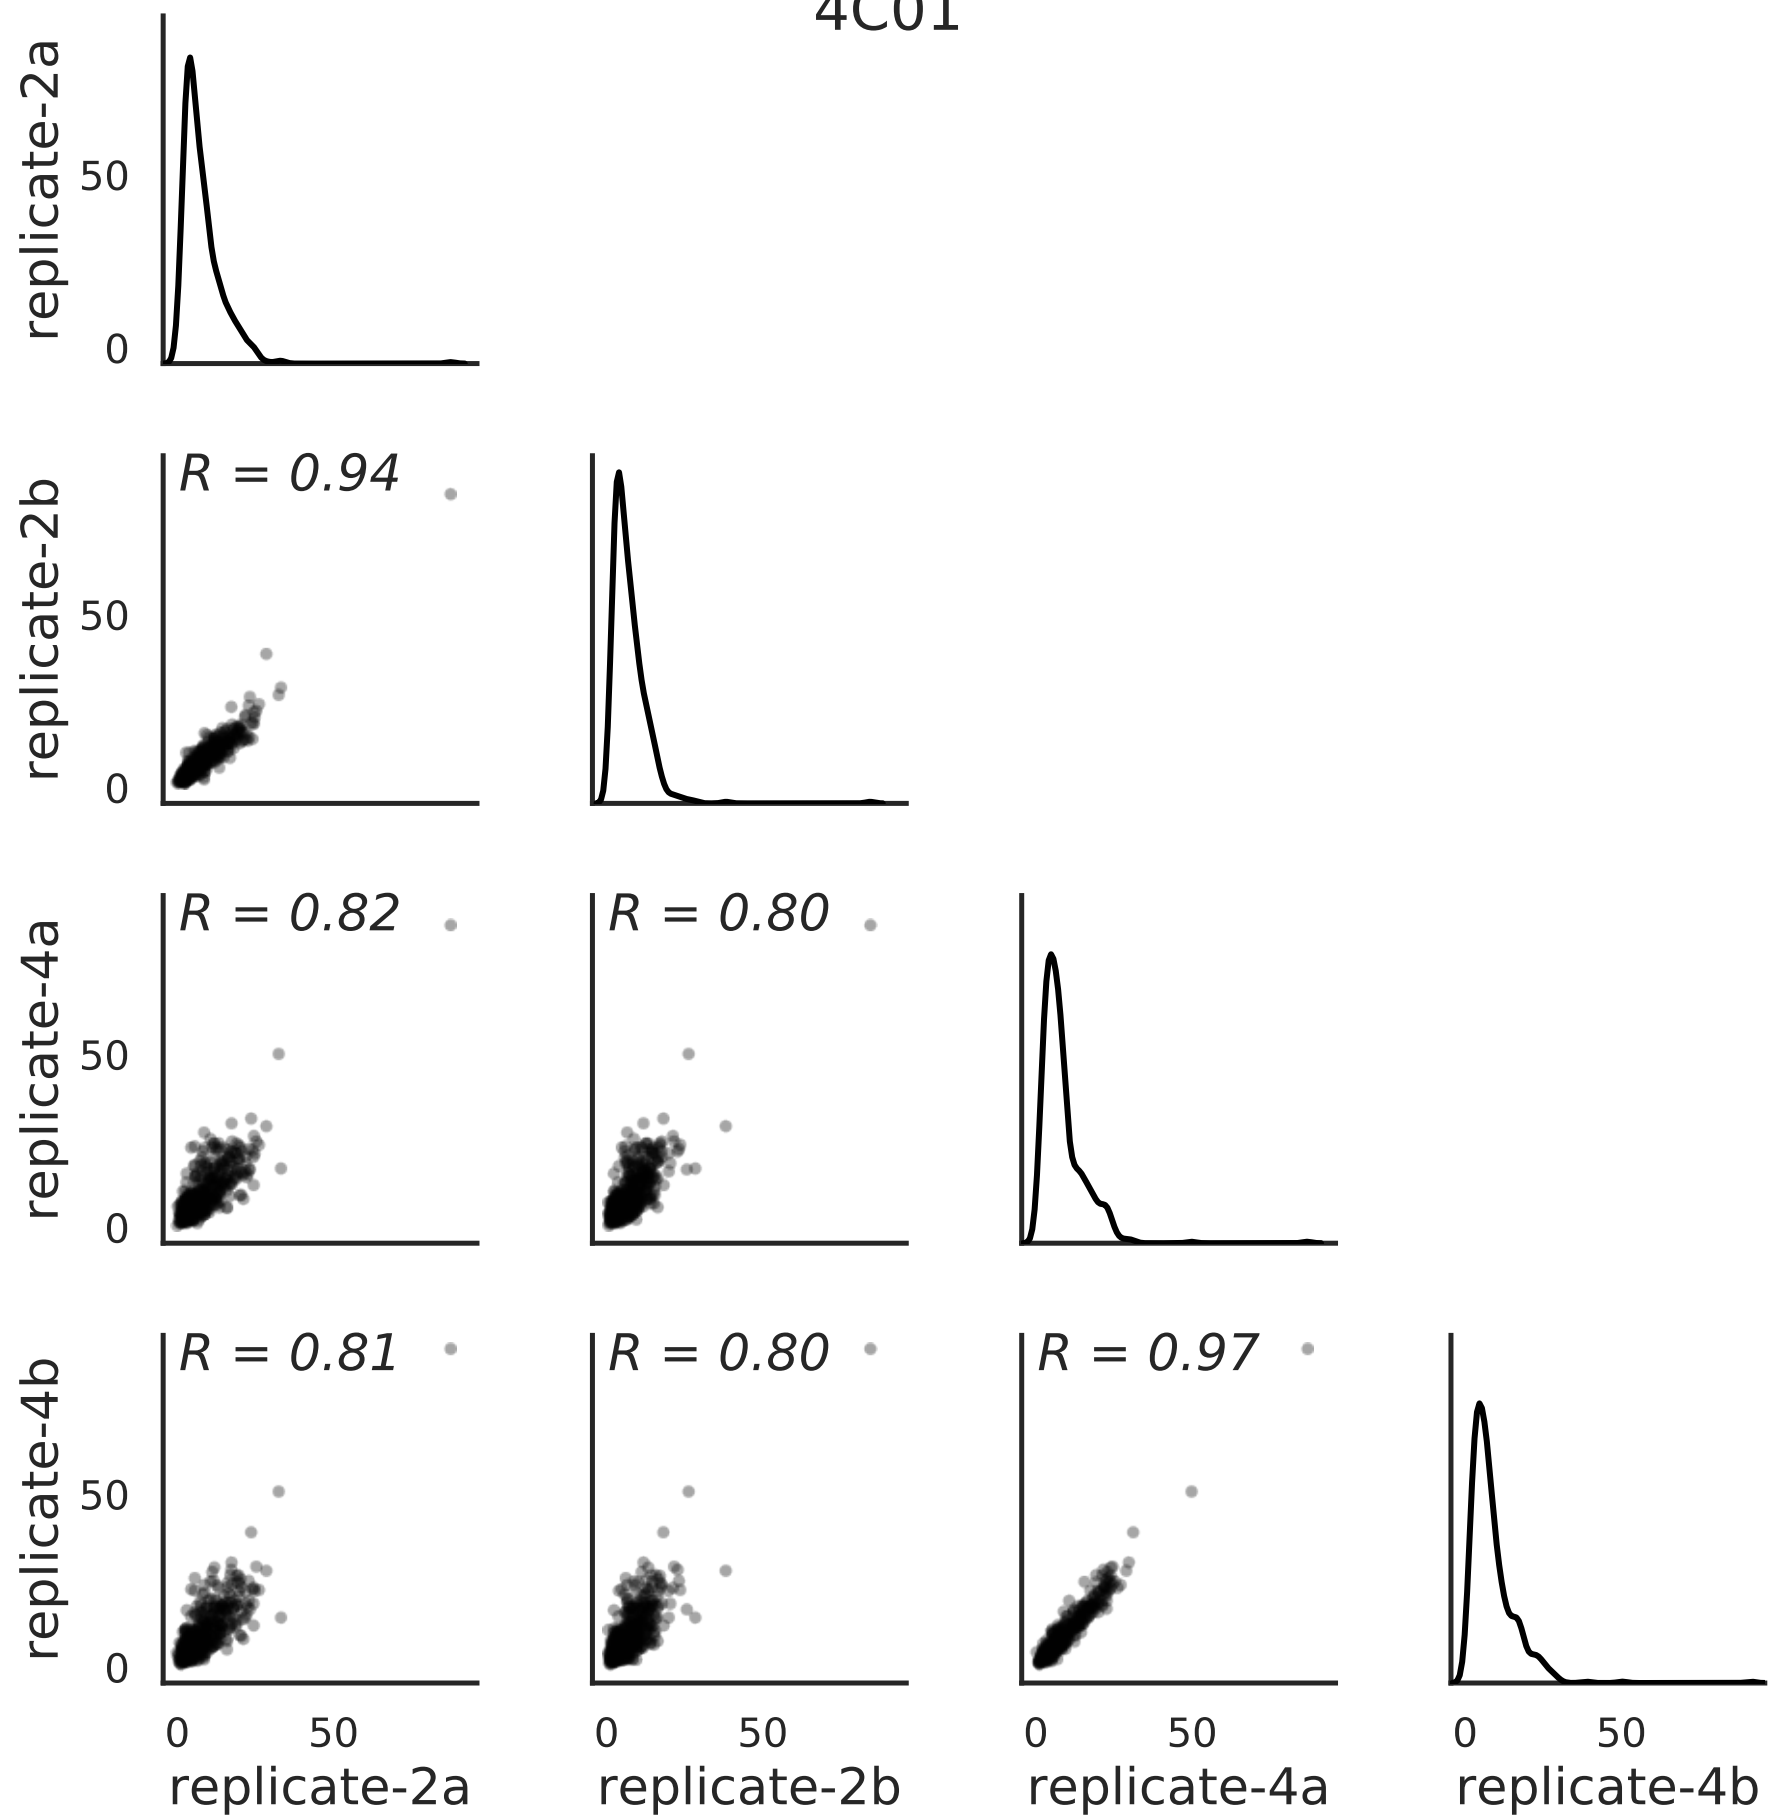 4C01
replicate-2a
50
0
replicate-2b
50
0
R = 0.94
replicate-4a
50
0
R = 0.82
R = 0.80
replicate-4b
50
0
R = 0.81
R = 0.80
R = 0.97
0 50
0 50
0 50
0 50
replicate-2a
replicate-2b
replicate-4a
replicate-4b